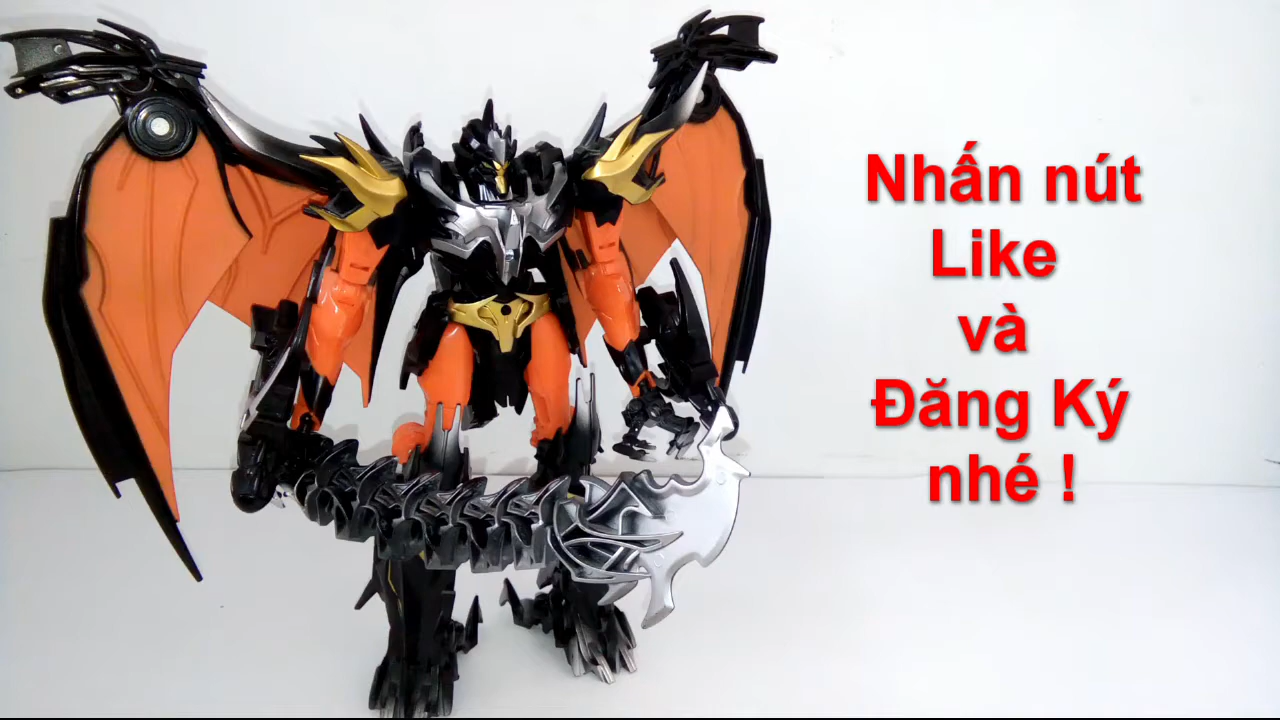 Nhấn nút
Like
và
Đăng Ký
nhé !